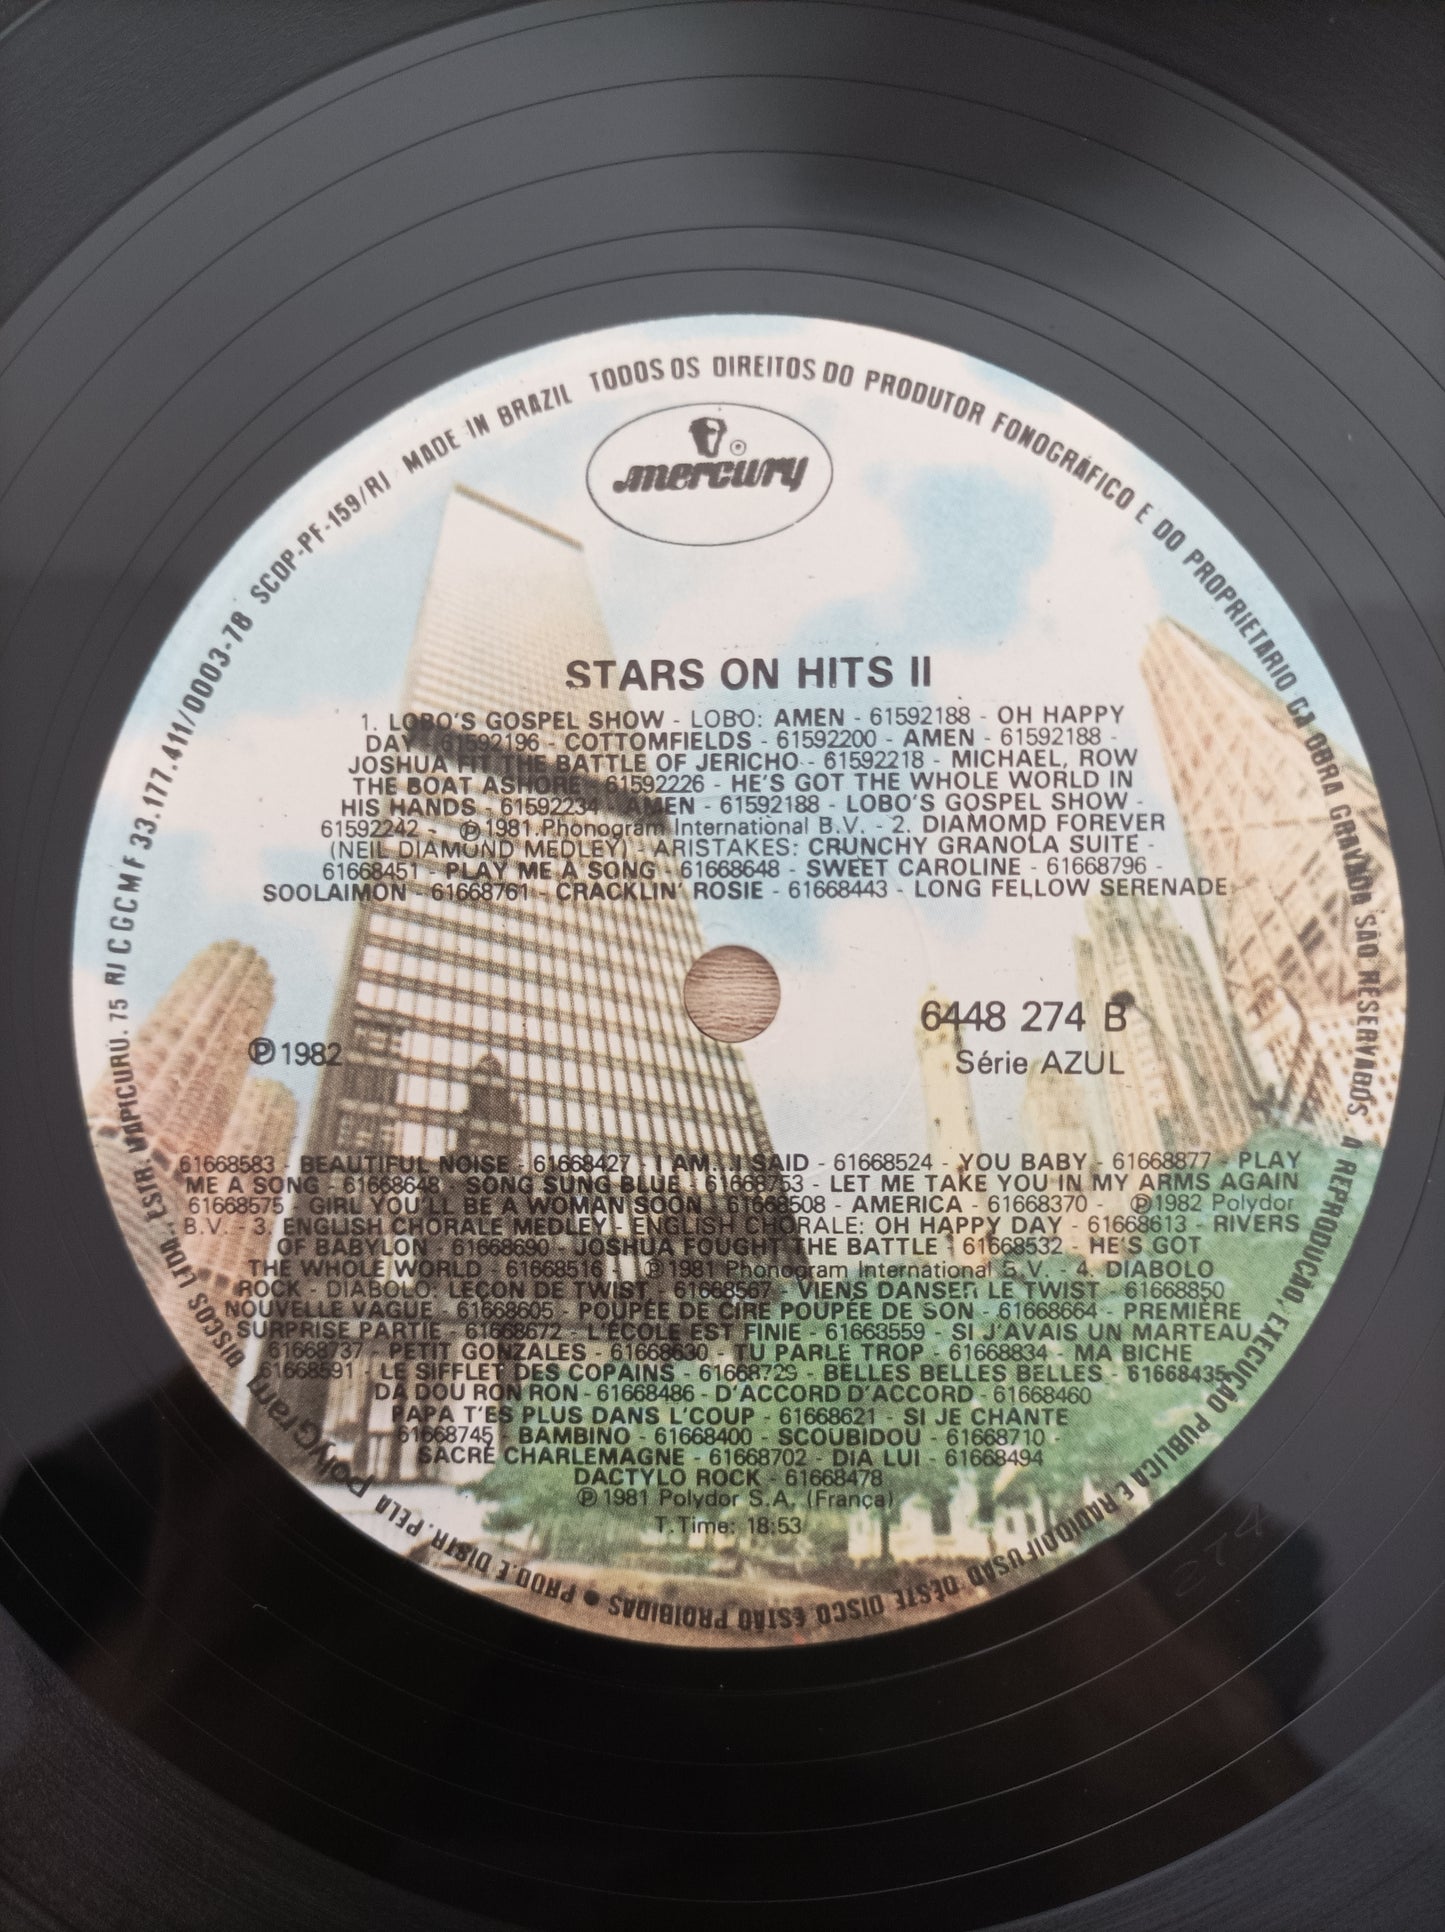 mercury ®
STARS ON HITS II
1. LOBO'S GOSPEL SHOW - LOBO: AMEN - 61592188 - OH HAPPY
DAY - 61592196 - COTTOMFIELDS - 61592200 - AMEN - 61592188 -
JOSHUA FIT THE BATTLE OF JERICHO - 61592218 - MICHAEL, ROW
THE BOAT ASHORE - 61592226 - HE'S GOT THE WHOLE WORLD IN
HIS HANDS - 61592234 - AMEN - 61592188 - LOBO'S GOSPEL SHOW -
61592242 - ℗ 1981 Phonogram International B.V. - 2. DIAMOMD FOREVER
(NEIL DIAMOND MEDLEY) - ARISTAKES: CRUNCHY GRANOLA SUITE -
61668451 - PLAY ME A SONG - 61668648 - SWEET CAROLINE - 61668796 -
SOOLAIMON - 61668761 - CRACKLIN' ROSIE - 61668443 - LONG FELLOW SERENADE
6448 274 B
℗ 1982
Série AZUL
61668583 - BEAUTIFUL NOISE - 61668427 - I AM...I SAID - 61668524 - YOU BABY - 61668877 - PLAY
ME A SONG - 61668648 - SONG SUNG BLUE - 61668753 - LET ME TAKE YOU IN MY ARMS AGAIN
61668575 - GIRL YOU'LL BE A WOMAN SOON - 61668508 - AMERICA - 61668370 - ℗ 1982 Polydor
B.V. - 3. ENGLISH CHORALE MEDLEY - ENGLISH CHORALE: OH HAPPY DAY - 61668613 - RIVERS
OF BABYLON - 61668690 - JOSHUA FOUGHT THE BATTLE - 61668532 - HE'S GOT
THE WHOLE WORLD - 61668516 - ℗ 1981 Phonogram International B.V. - 4. DIABOLO
ROCK - DIABOLO: LEÇON DE TWIST - 61668567 - VIENS DANSER LE TWIST - 61668850
NOUVELLE VAGUE - 61668605 - POUPÉE DE CIRE POUPÉE DE SON - 61668664 - PREMIÈRE
SURPRISE PARTIE - 61668672 - L'ÉCOLE EST FINIE - 61668559 - SI J'AVAIS UN MARTEAU
61668737 - PETIT GONZALES - 61668630 - TU PARLE TROP - 61668834 - MA BICHE
61668591 - LE SIFFLET DES COPAINS - 61668729 - BELLES BELLES BELLES - 61668435
DA DOU RON RON - 61668486 - D'ACCORD D'ACCORD - 61668460
PAPA T'ES PLUS DANS L'COUP - 61668621 - SI JE CHANTE
61668745 - BAMBINO - 61668400 - SCOUBIDOU - 61668710 -
SACRÉ CHARLEMAGNE - 61668702 - DIA LUI - 61668494
DACTYLO ROCK - 61668478
℗ 1981 Polydor S.A. (França)
T.Time: 18:53
TODOS OS DIREITOS DO PRODUTOR FONOGRÁFICO E DO PROPRIETÁRIO DA OBRA GRAVADA SÃO RESERVADOS A REPRODUÇÃO, EXECUÇÃO PÚBLICA E RADIODIFUSÃO DÊSTE DISCO ESTÃO PROIBIDAS • PROD. E DISTR. PELA PolyGram DISCOS LTDA. ESTR. ITAPICURU, 75 RJ CGCMF 33.177.411/0003-78 SCDP-PF-159/RJ MADE IN BRAZIL
274